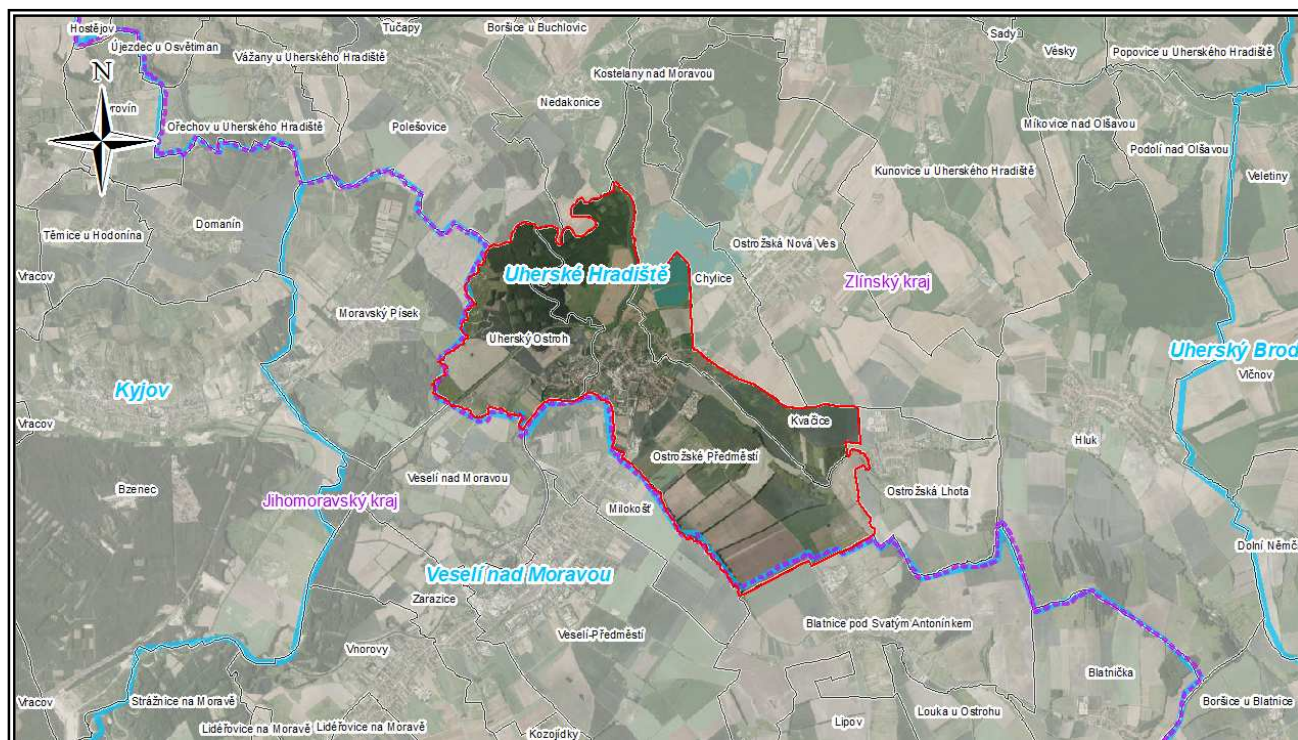 Hostějov
Tučapy
Boršice u Buchlovic
Sady
Vésky
Popovice u Uherského Hradiště
Újezdec u Osvětiman
Vážany u Uherského Hradiště
Kostelany nad Moravou
N
Nedakonice
Ořechov u Uherského Hradiště
Polešovice
Míkovice nad Olšavou
Podolí nad Olšavou
Kunovice u Uherského Hradiště
Veletiny
Těmice u Hodonína
Domanín
Ostrožská Nová Ves
Vracov
Uherské Hradiště
Chylice
Zlínský kraj
Moravský Písek
Uherský Ostroh
Uherský Brod
Vlčnov
Kyjov
Vracov
Kvačice
Hluk
Ostrožské Předměstí
Veselí nad Moravou
Bzenec
Ostrožská Lhota
Jihomoravský kraj
Milokošť
Dolní Němč
Veselí nad Moravou
Zarazice
Blatnice pod Svatým Antonínkem
Veselí-Předměstí
Vnorovy
Blatnička
Vracov
Strážnice na Moravě
Boršice u Blatnice
Louka u Ostrohu
Lipov
Lidéřovice na Moravě
Lidéřovice na Moravě
Kozojídky